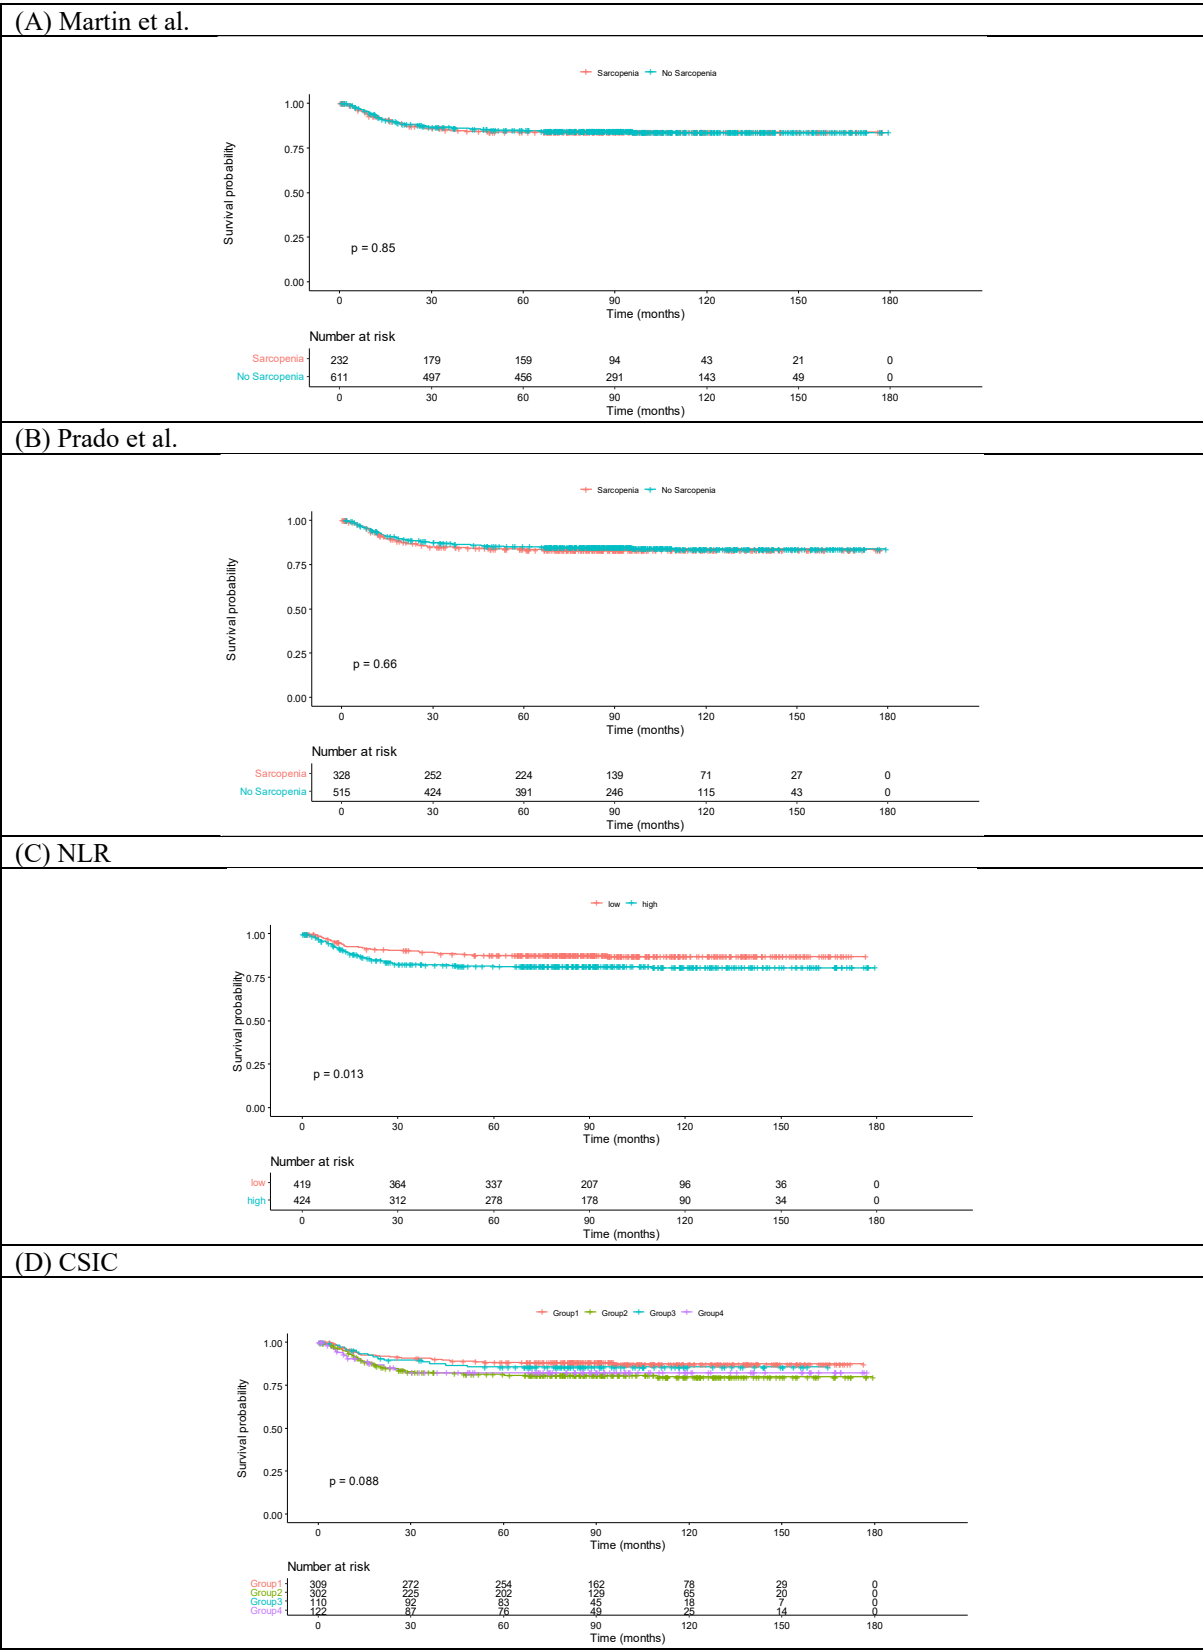 (A) Martin et al.
Sarcopenia No Sarcopenia
1.00
0.75
0.50
0.25
0.00
Survival probability
p = 0.85
0 30 60 90 120 150 180
Time (months)
Number at risk
Sarcopenia 232 179 159 94 43 21 0
No Sarcopenia 611 497 456 291 143 49 0
0 30 60 90 120 150 180
Time (months)
(B) Prado et al.
Sarcopenia No Sarcopenia
1.00
0.75
0.50
0.25
0.00
Survival probability
p = 0.66
0 30 60 90 120 150 180
Time (months)
Number at risk
Sarcopenia 328 252 224 139 71 27 0
No Sarcopenia 515 424 391 246 115 43 0
0 30 60 90 120 150 180
Time (months)
(C) NLR
low high
1.00
0.75
0.50
0.25
0.00
Survival probability
p = 0.013
0 30 60 90 120 150 180
Time (months)
Number at risk
low 419 364 337 207 96 36 0
high 424 312 278 178 90 34 0
0 30 60 90 120 150 180
Time (months)
(D) CSIC
Group1 Group2 Group3 Group4
1.00
0.75
0.50
0.25
0.00
Survival probability
p = 0.088
0 30 60 90 120 150 180
Time (months)
Number at risk
Group1 309 272 254 162 78 29 0
Group2 302 225 202 129 65 20 0
Group3 110 92 83 45 18 7 0
Group4 122 87 76 49 25 14 0
0 30 60 90 120 150 180
Time (months)